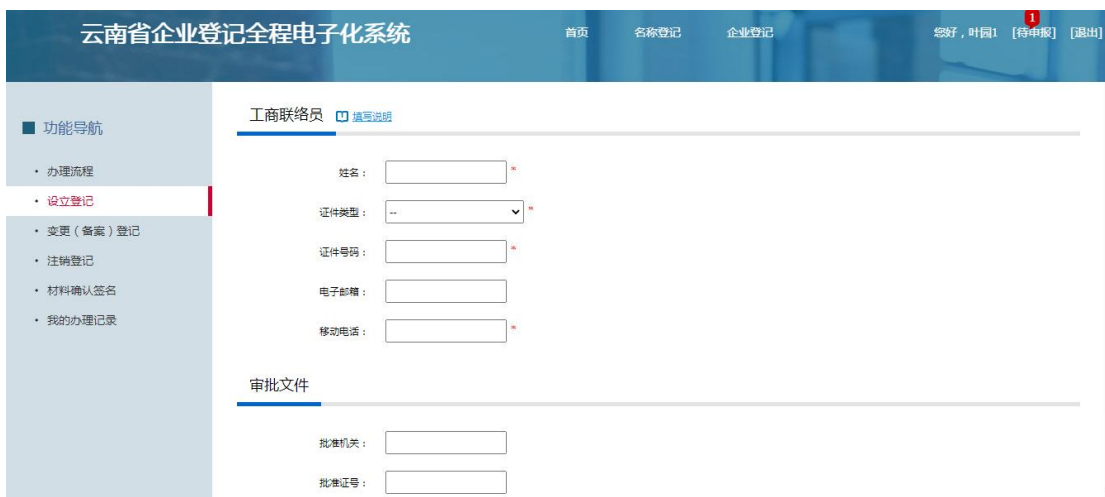 云南省企业登记全程电子化系统
首页 名称登记 企业登记 您好，叶园1 [待申报] 1 [退出]
功能导航
• 办理流程
• 设立登记
• 变更（备案）登记
• 注销登记
• 材料确认签名
• 我的办理记录
工商联络员 填写说明
姓名： *
证件类型： -- *
证件号码： *
电子邮箱：
移动电话： *
审批文件
批准机关：
批准证号：